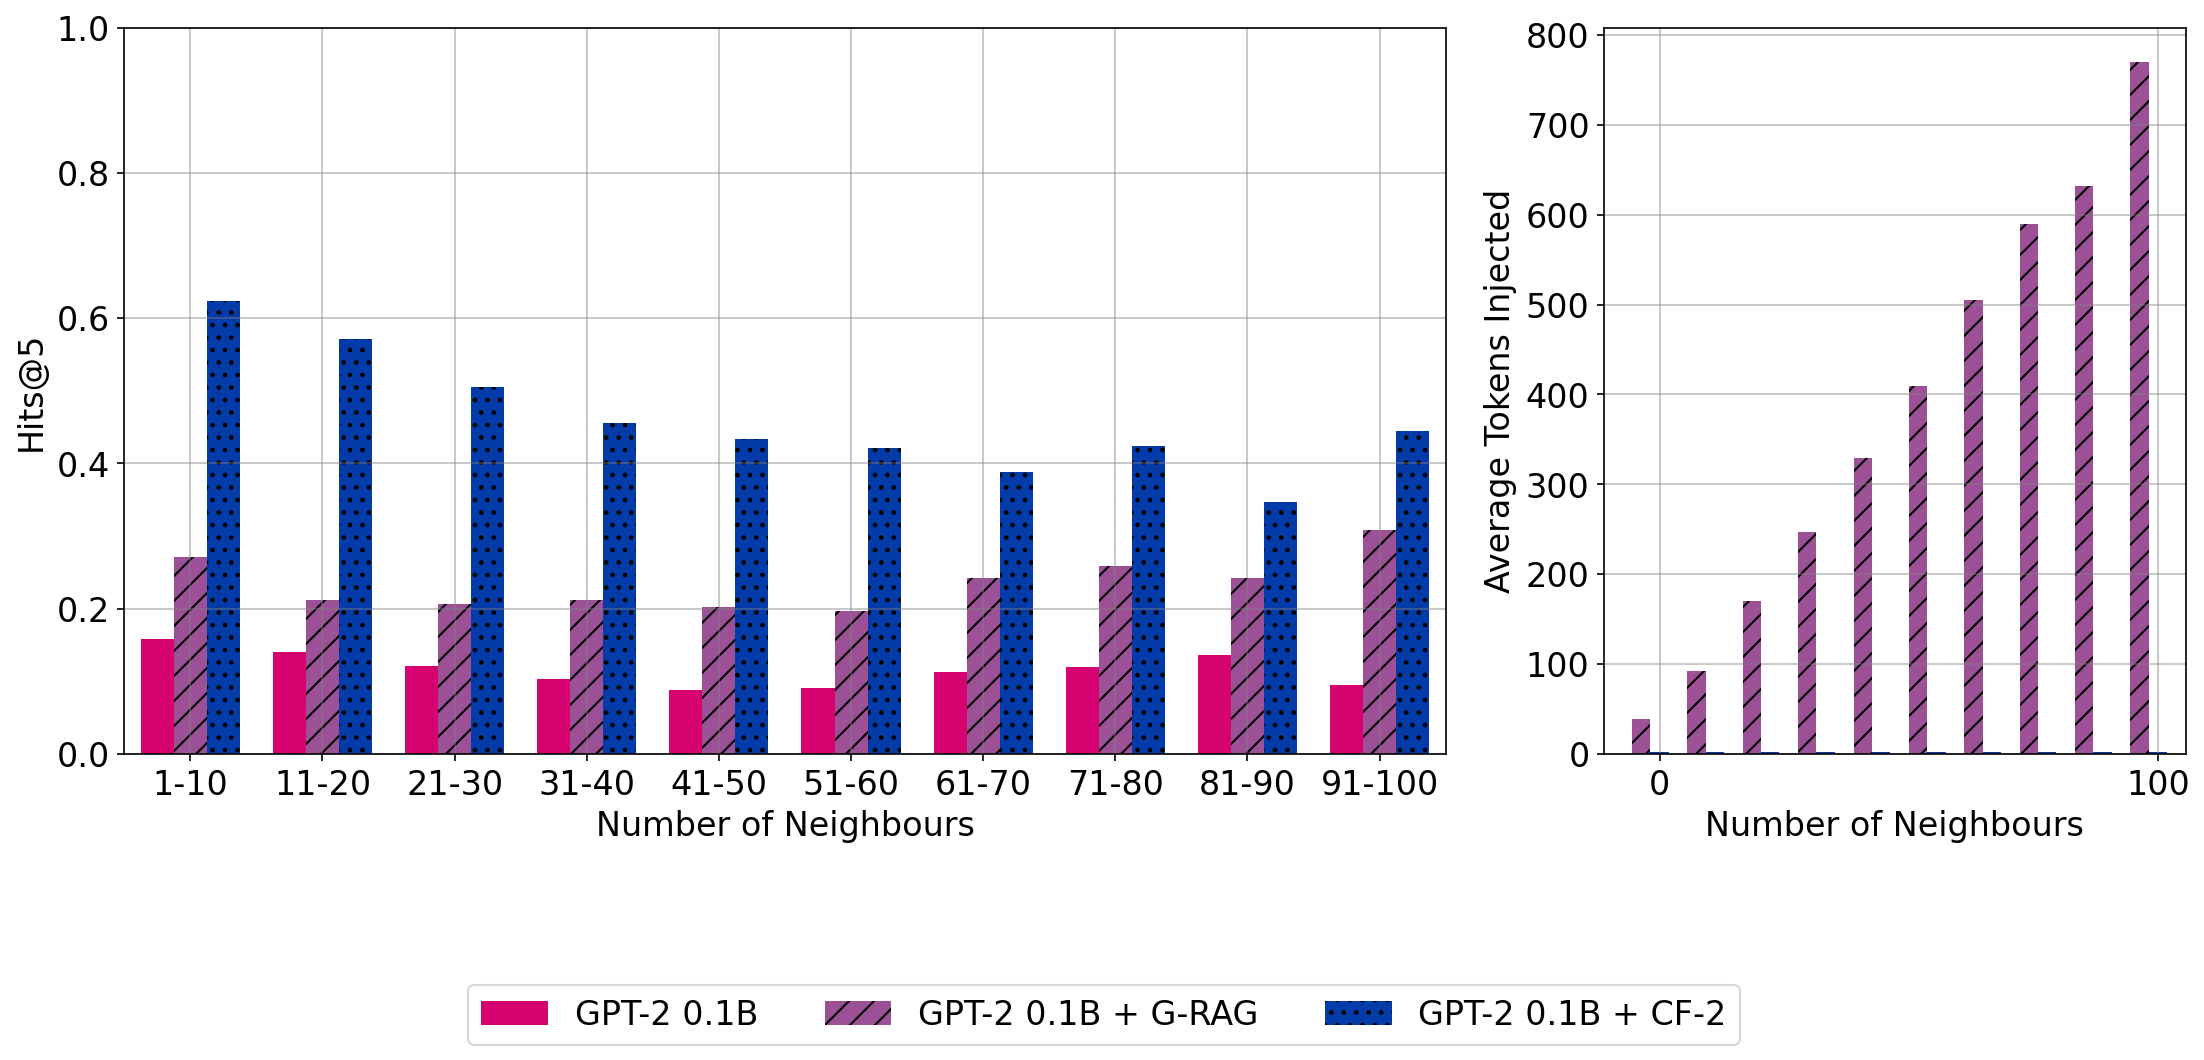 1.0
0.8
0.6
0.4
0.2
0.0
Hits@5
1-10 11-20 21-30 31-40 41-50 51-60 61-70 71-80 81-90 91-100
Number of Neighbours
800
700
600
500
400
300
200
100
0
Average Tokens Injected
0 100
Number of Neighbours
GPT-2 0.1B GPT-2 0.1B + G-RAG GPT-2 0.1B + CF-2